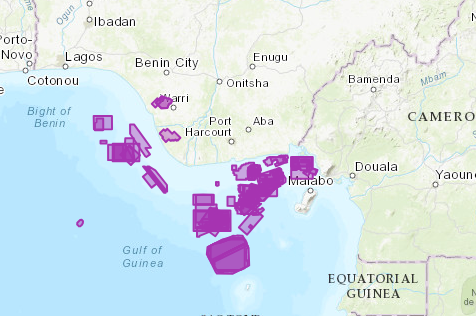 Ogun
Ibadan
Porto-
Novo
Lagos
Cotonou
Benin City
Enugu
Onitsha
Bamenda
Mbam
Bight of
Benin
Warri
Port
Harcourt
Aba
CAMERO
Douala
Yaoun
Malabo
Gulf of
Guinea
EQUATORIAL
GUINEA